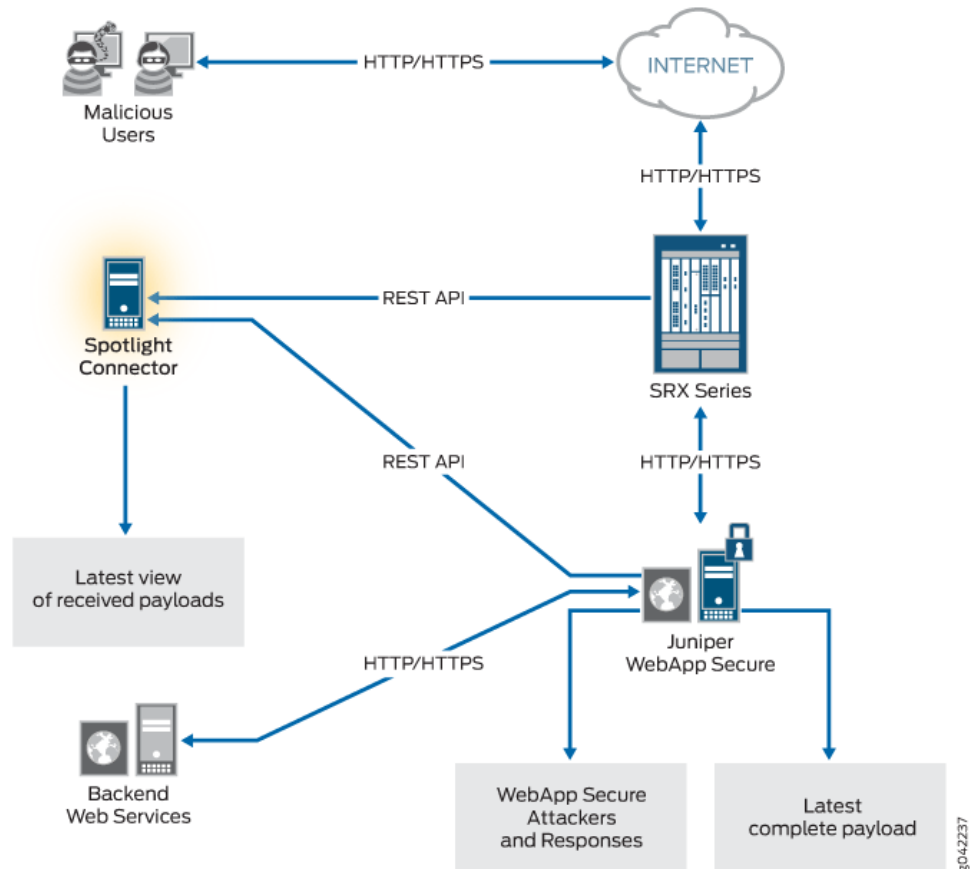 HTTP/HTTPS
INTERNET
Malicious
Users
HTTP/HTTPS
REST API
Spotlight
Connector
SRX Series
REST API
HTTP/HTTPS
Latest view
of received payloads
Juniper
WebApp Secure
HTTP/HTTPS
Backend
Web Services
WebApp Secure
Attackers
and Responses
Latest
complete payload
g042237